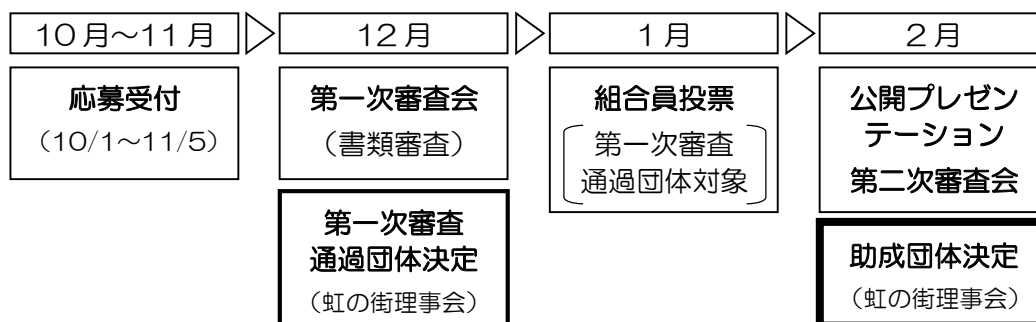 10月～11月
応募受付
（10/1～11/5）
12月
第一次審査会
（書類審査）
第一次審査
通過団体決定
（虹の街理事会）
1月
組合員投票
第一次審査
通過団体対象
2月
公開プレゼン
テーション
第二次審査会
助成団体決定
（虹の街理事会）